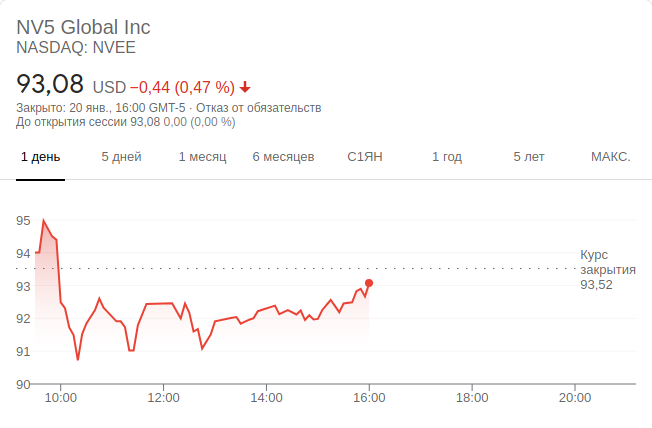 NV5 Global Inc
NASDAQ: NVEE
93,08 USD −0,44 (0,47 %)
Закрыто: 20 янв., 16:00 GMT-5 · Отказ от обязательств
До открытия сессии 93,08 0,00 (0,00 %)
1 день 5 дней 1 месяц 6 месяцев С1ЯН 1 год 5 лет МАКС.
95
94
93
92
91
90
Курс
закрытия
93,52
10:00 12:00 14:00 16:00 18:00 20:00